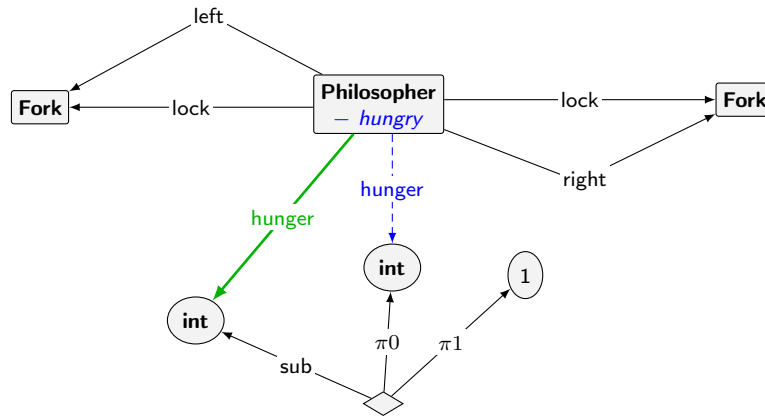 left
Philosopher
− hungry
Fork
lock
lock
Fork
right
hunger
hunger
int
1
int
π0
π1
sub